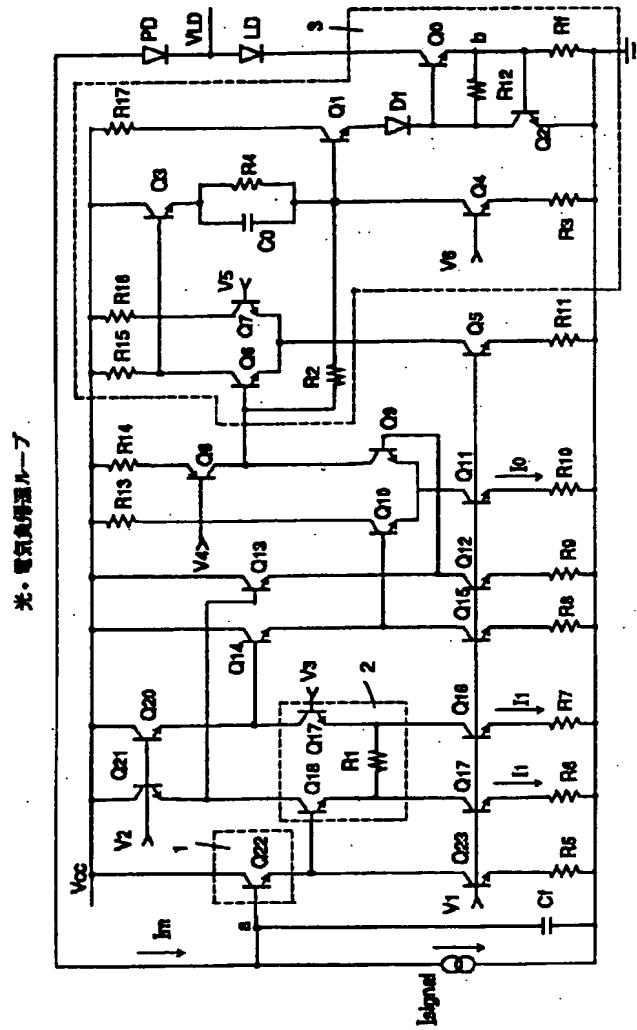 光・電気負帰還ループ
PD
Vcc
R13
R14
R15
R16
R17
VLD
V2
Q21
Q20
Q3
LD
Im
1
V4
Q8
Q6
Q7
V5
C0
R4
3
Q22
Q14
Q13
Q1
a
Q18
Q17
V3
Q10
Q9
R2
D1
Q0
R1
2
R12
b
V1
Q23
Q17
Q16
Q15
Q12
Q11
Q5
V6
Q4
Q2
Isignal
Cf
I1
I1
I0
R5
R6
R7
R8
R9
R10
R11
R3
Rf